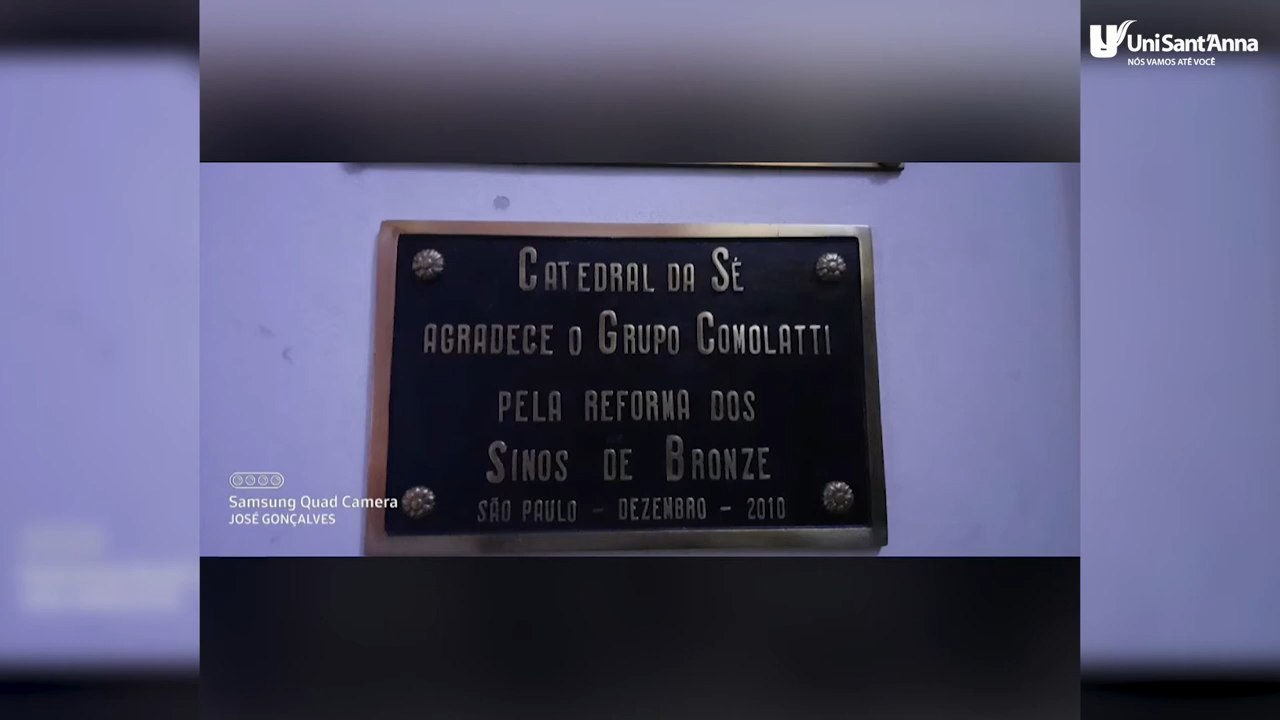 UniSant'Anna
NÓS VAMOS ATÉ VOCÊ
CATEDRAL DA SÉ
AGRADECE O GRUPO COMOLATTI
PELA REFORMA DOS
SINOS DE BRONZE
SÃO PAULO - DEZEMBRO - 2010
Samsung Quad Camera
JOSÉ GONÇALVES